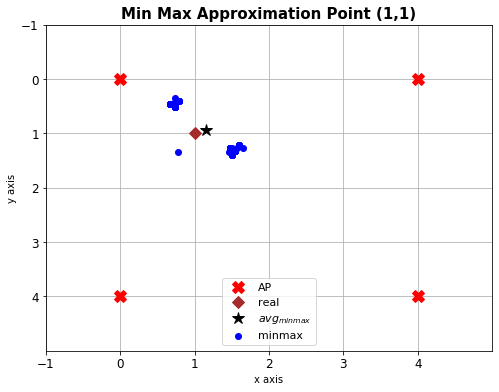 Min Max Approximation Point (1,1)
−1
0
1
2
3
4
y axis
AP
real
avg_minmax
minmax
−1 0 1 2 3 4
x axis